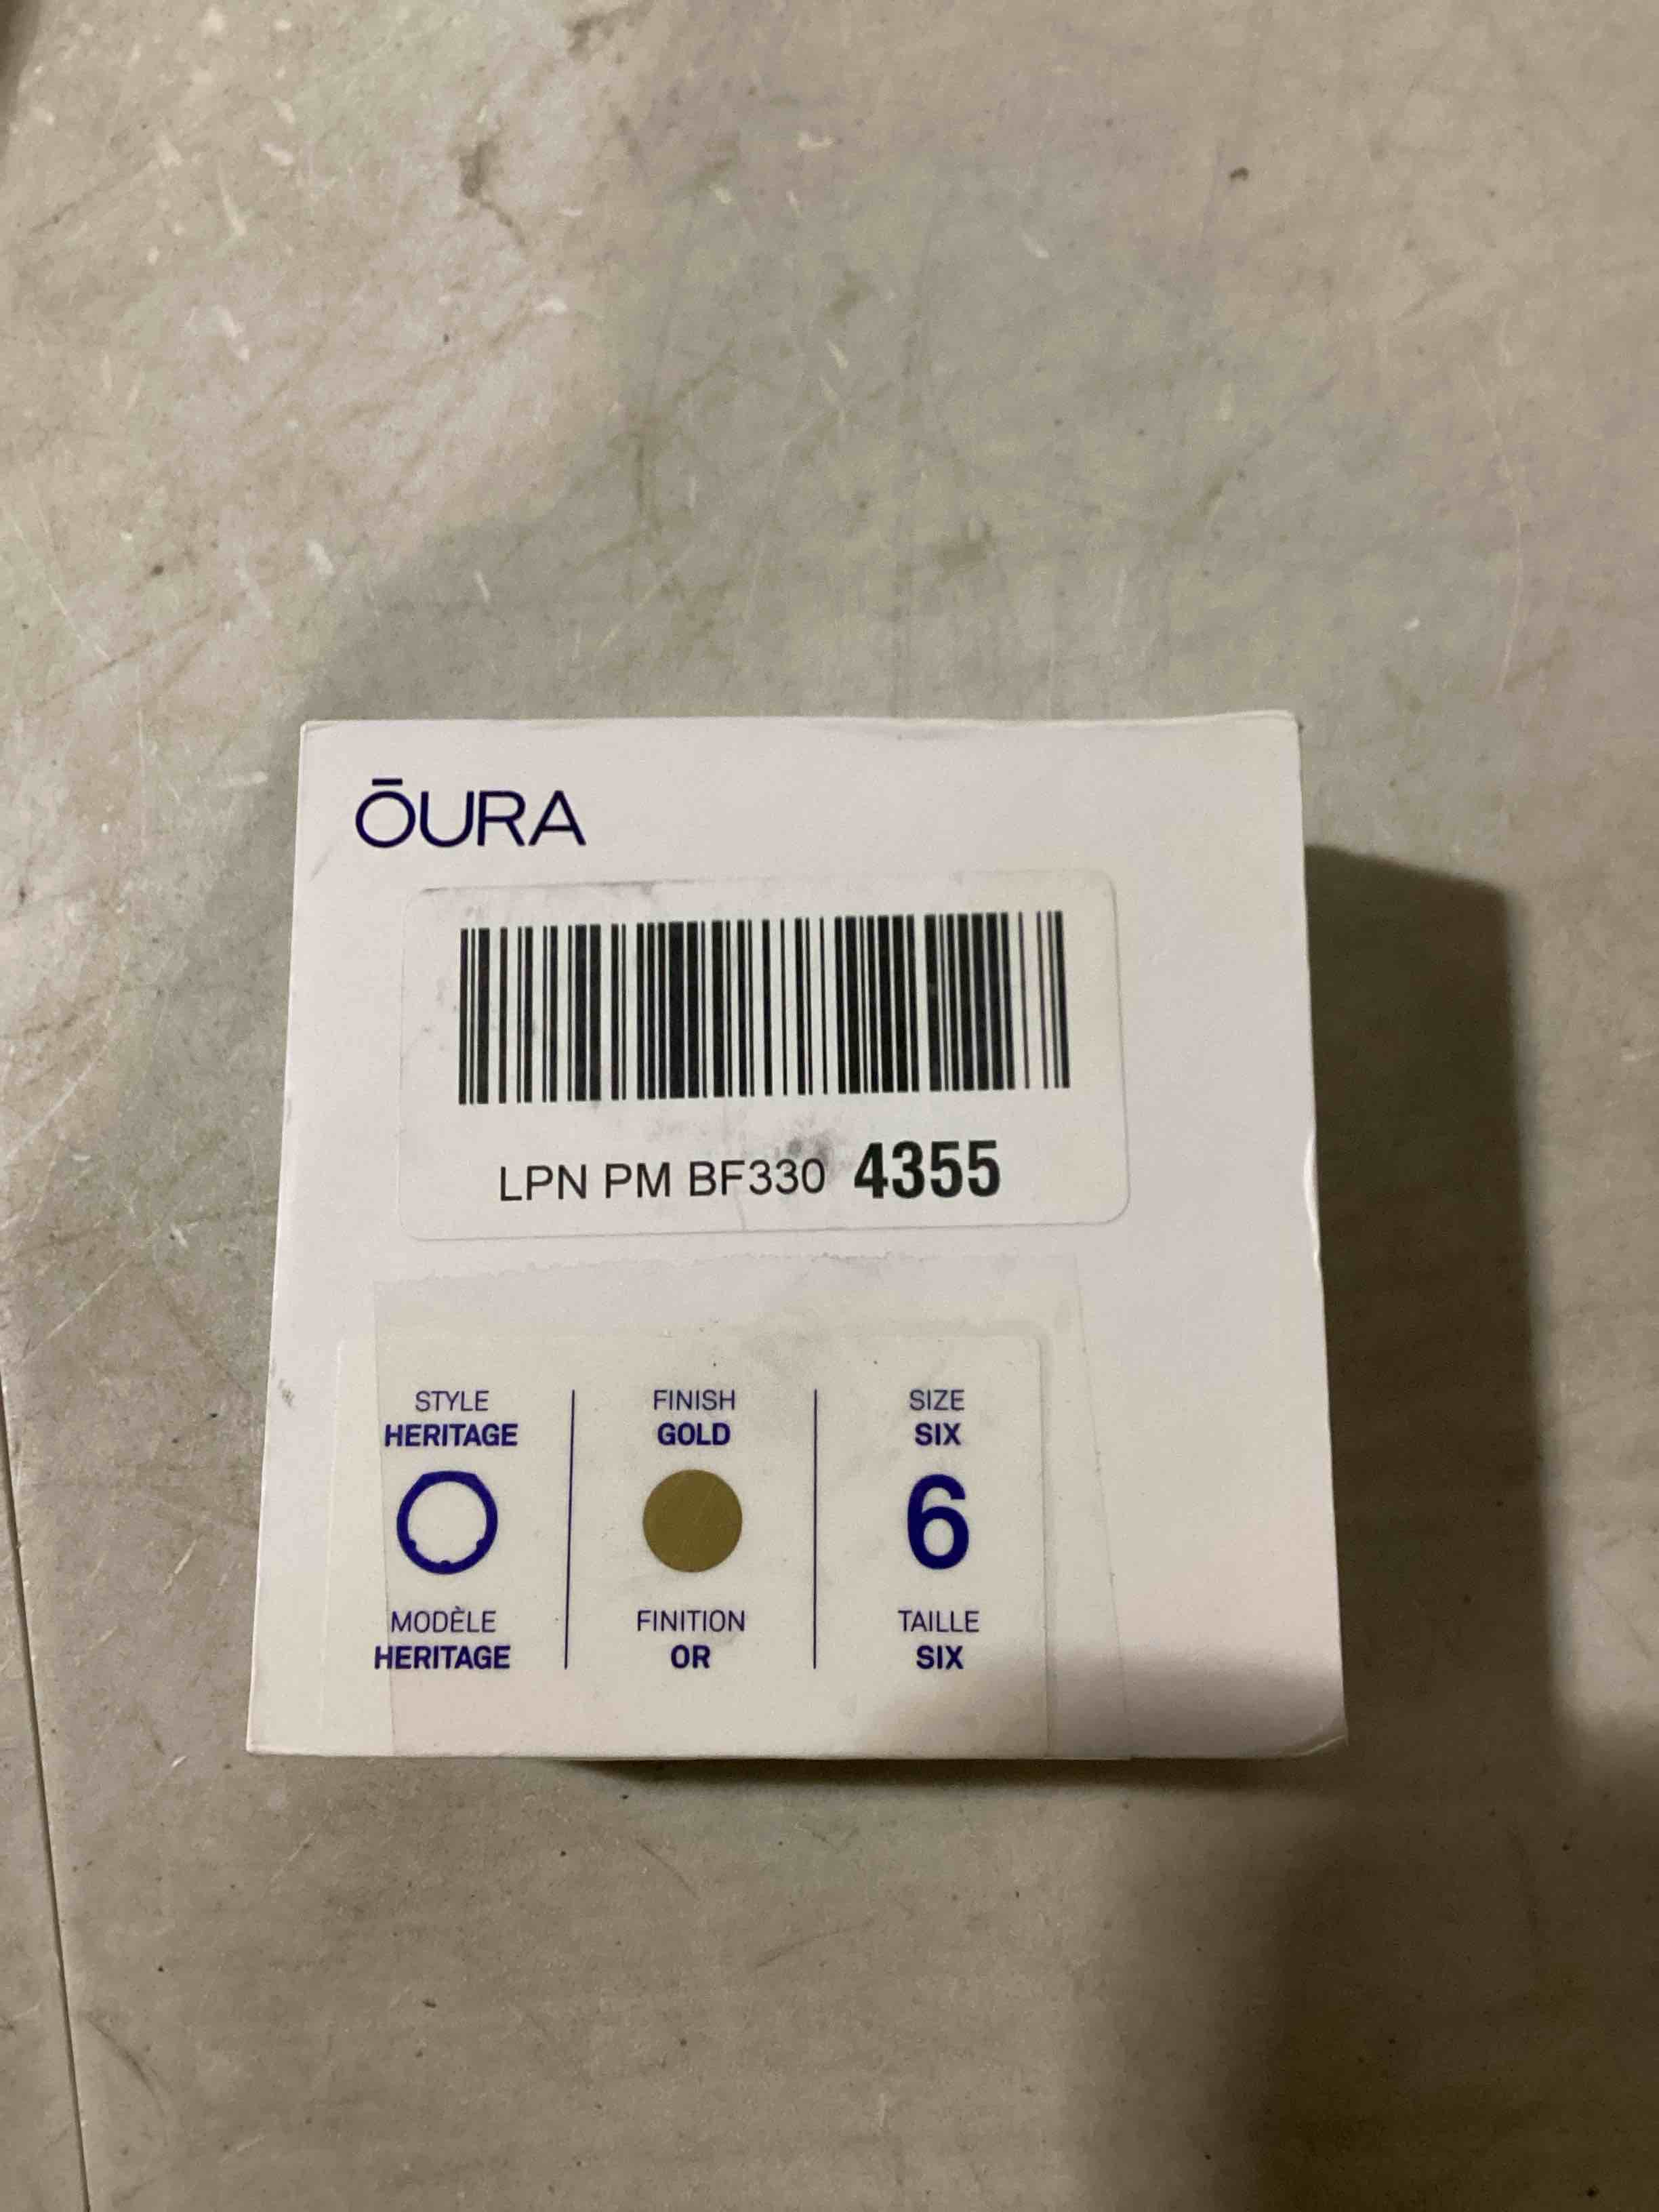 ŌURA
LPN PM BF330 4355
STYLE
HERITAGE
MODÈLE
HERITAGE
FINISH
GOLD
FINITION
OR
SIZE
SIX
6
TAILLE
SIX